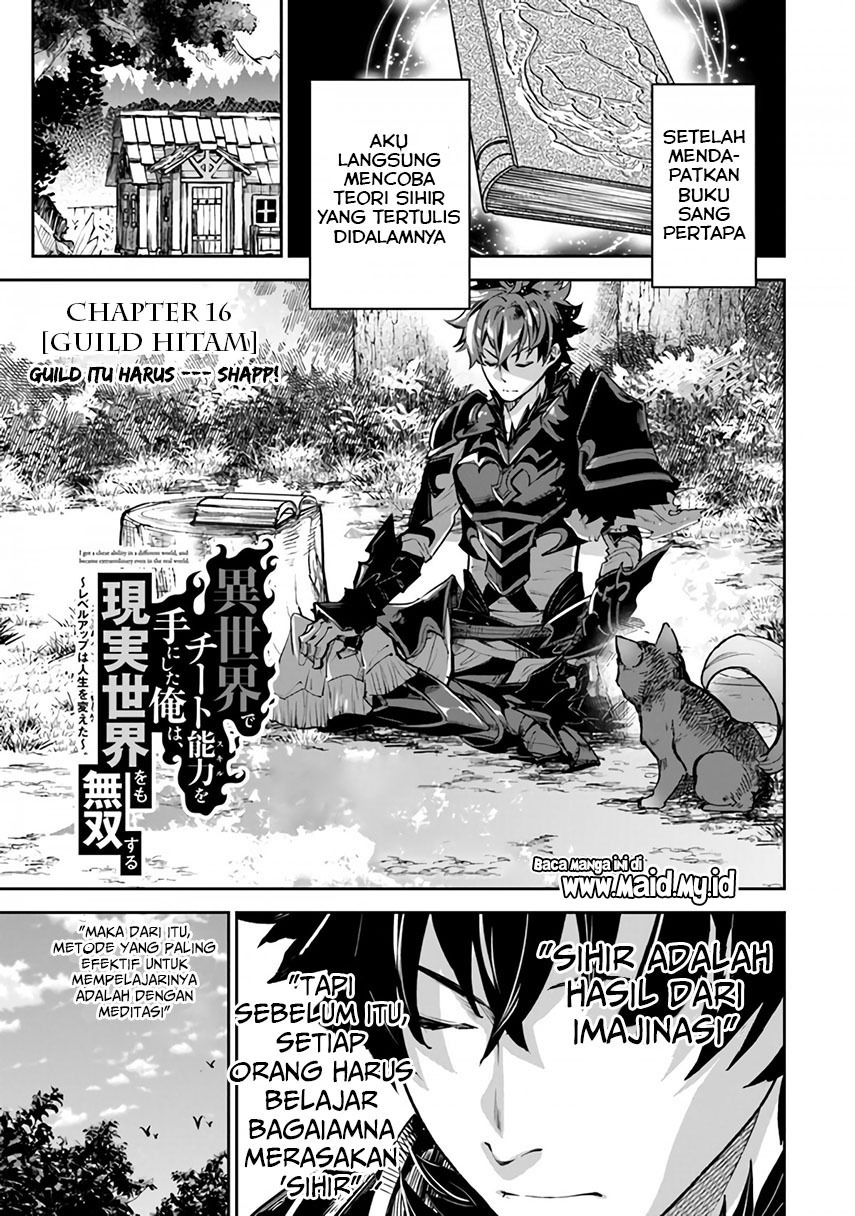 SETELAH
MENDA-
PATKAN
BUKU
SANG
PERTAPA
AKU
LANGSUNG
MENCOBA
TEORI SIHIR
YANG TERTULIS
DIDALAMNYA
CHAPTER 16
[GUILD HITAM]
GUILD ITU HARUS --- SHAPP!
I got a cheat ability in a different world, and
became extraordinary even in the real world.
異世界で
チート能力を
スキル
手にした俺は、
現実世界をも
無双する
～レベルアップは人生を変えた～
Baca Manga ini di
www.Maid.My.id
"SIHIR ADALAH
HASIL DARI
IMAJINASI"
"TAPI
SEBELUM ITU,
SETIAP
ORANG HARUS
BELAJAR
BAGAIAMNA
MERASAKAN
'SIHIR"
"MAKA DARI ITU,
METODE YANG PALING
EFEKTIF UNTUK
MEMPELAJARINYA
ADALAH DENGAN
MEDITASI"